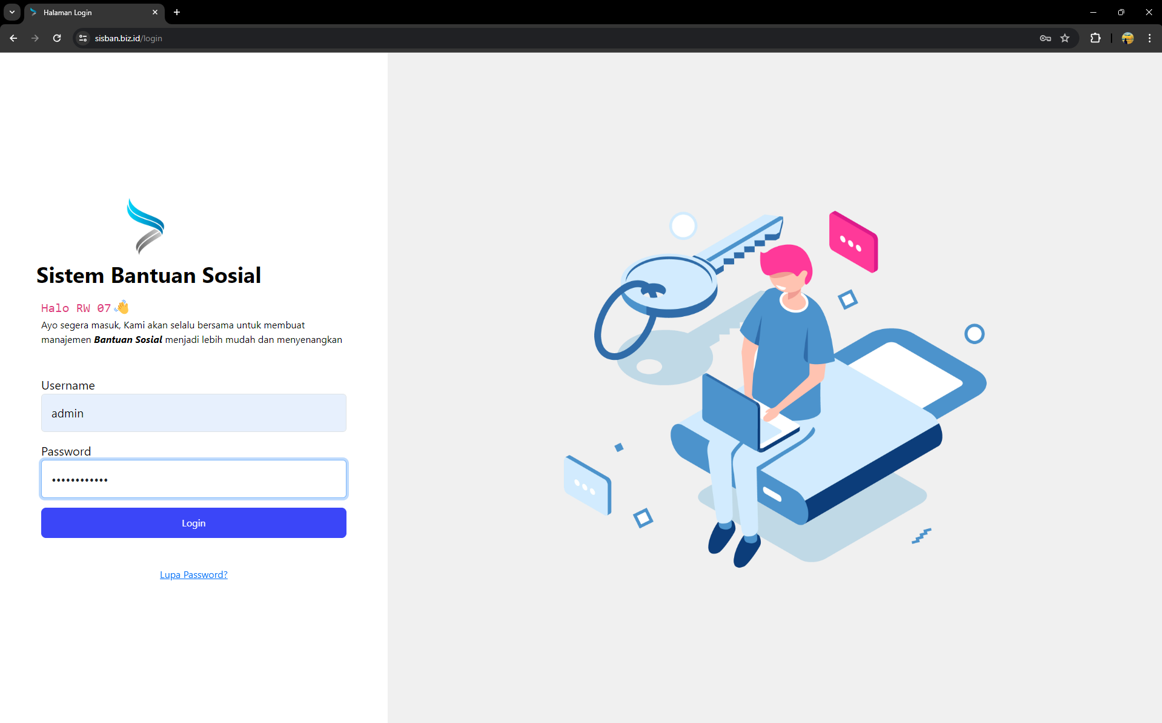 Halaman Login
sisban.biz.id/login
Sistem Bantuan Sosial
Halo RW 07👋
Ayo segera masuk, Kami akan selalu bersama untuk membuat
manajemen Bantuan Sosial menjadi lebih mudah dan menyenangkan
Username
admin
Password
••••••••••••
Login
Lupa Password?